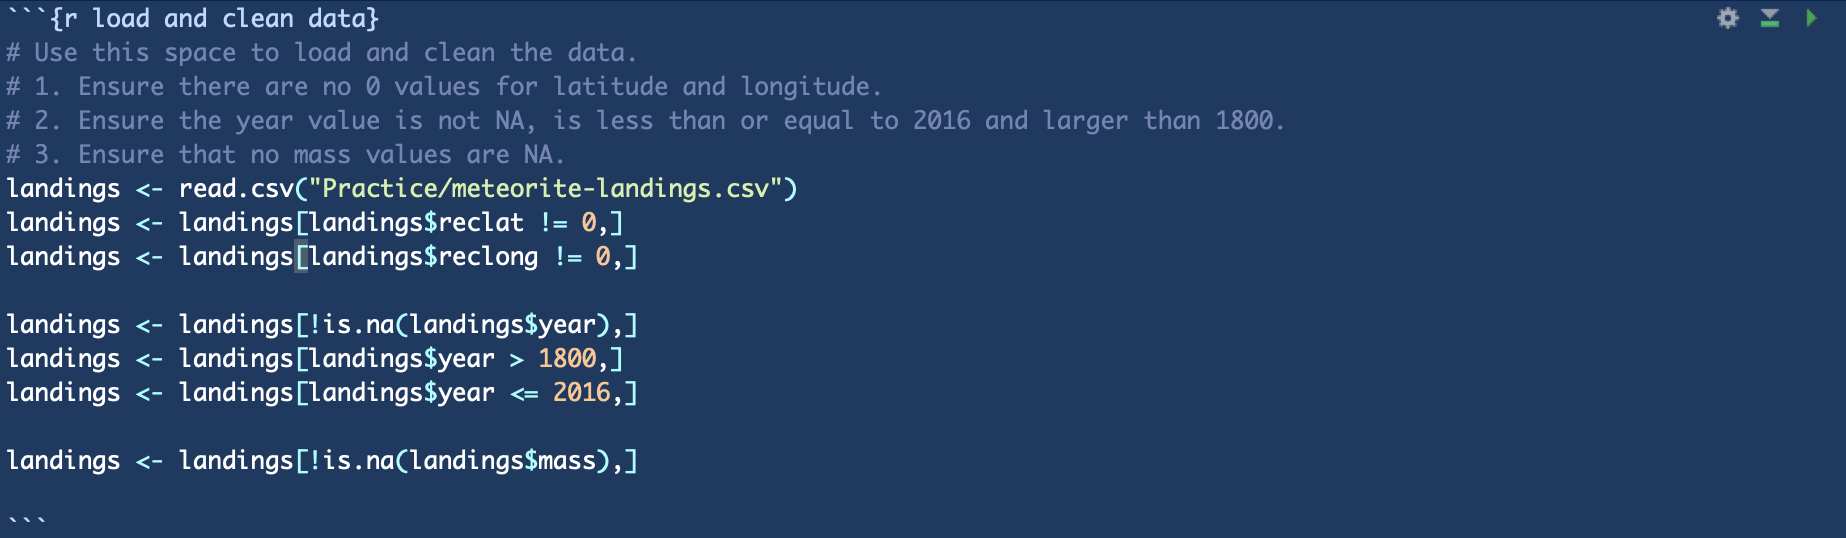 ```{r load and clean data}
# Use this space to load and clean the data.
# 1. Ensure there are no 0 values for latitude and longitude.
# 2. Ensure the year value is not NA, is less than or equal to 2016 and larger than 1800.
# 3. Ensure that no mass values are NA.
landings <- read.csv("Practice/meteorite-landings.csv")
landings <- landings[landings$reclat != 0,]
landings <- landings[landings$reclong != 0,]
landings <- landings[!is.na(landings$year),]
landings <- landings[landings$year > 1800,]
landings <- landings[landings$year <= 2016,]
landings <- landings[!is.na(landings$mass),]
```